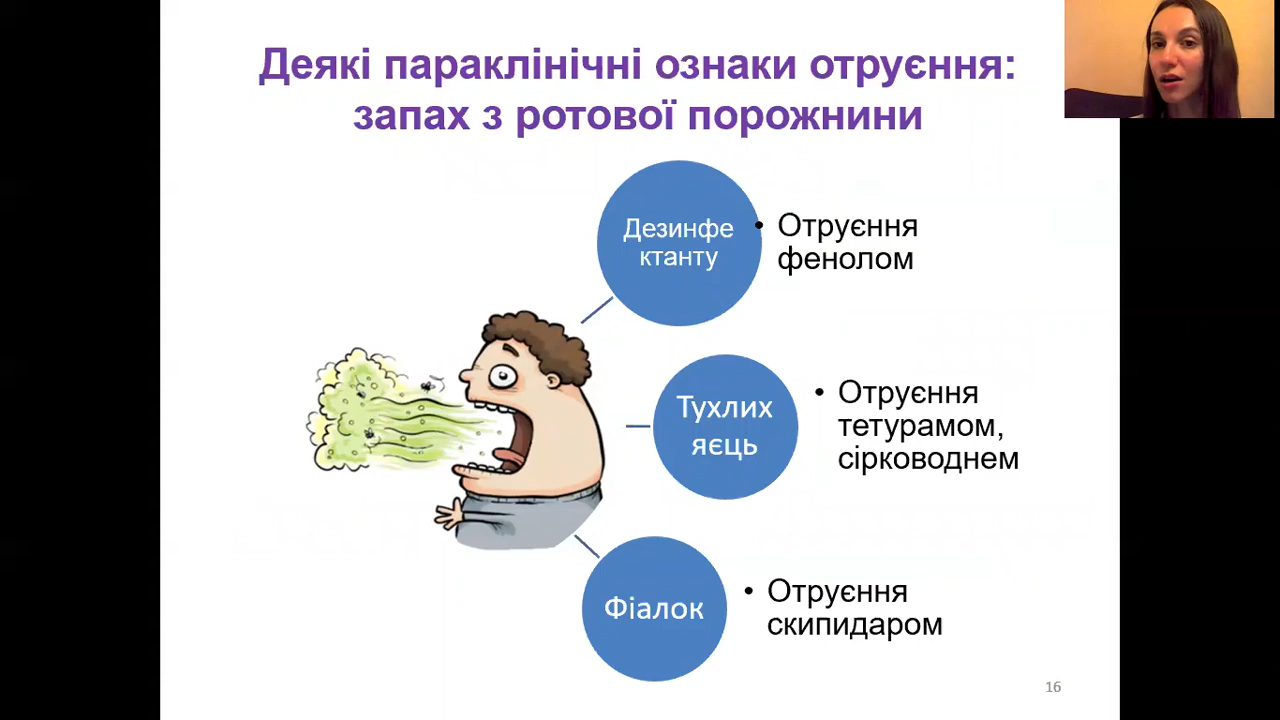 Деякі параклінічні ознаки отруєння:
запах з ротової порожнини
Дезинфе
ктанту
• Отруєння
фенолом
Тухлих
яєць
• Отруєння
тетурамом,
сірководнем
Фіалок
• Отруєння
скипидаром
16